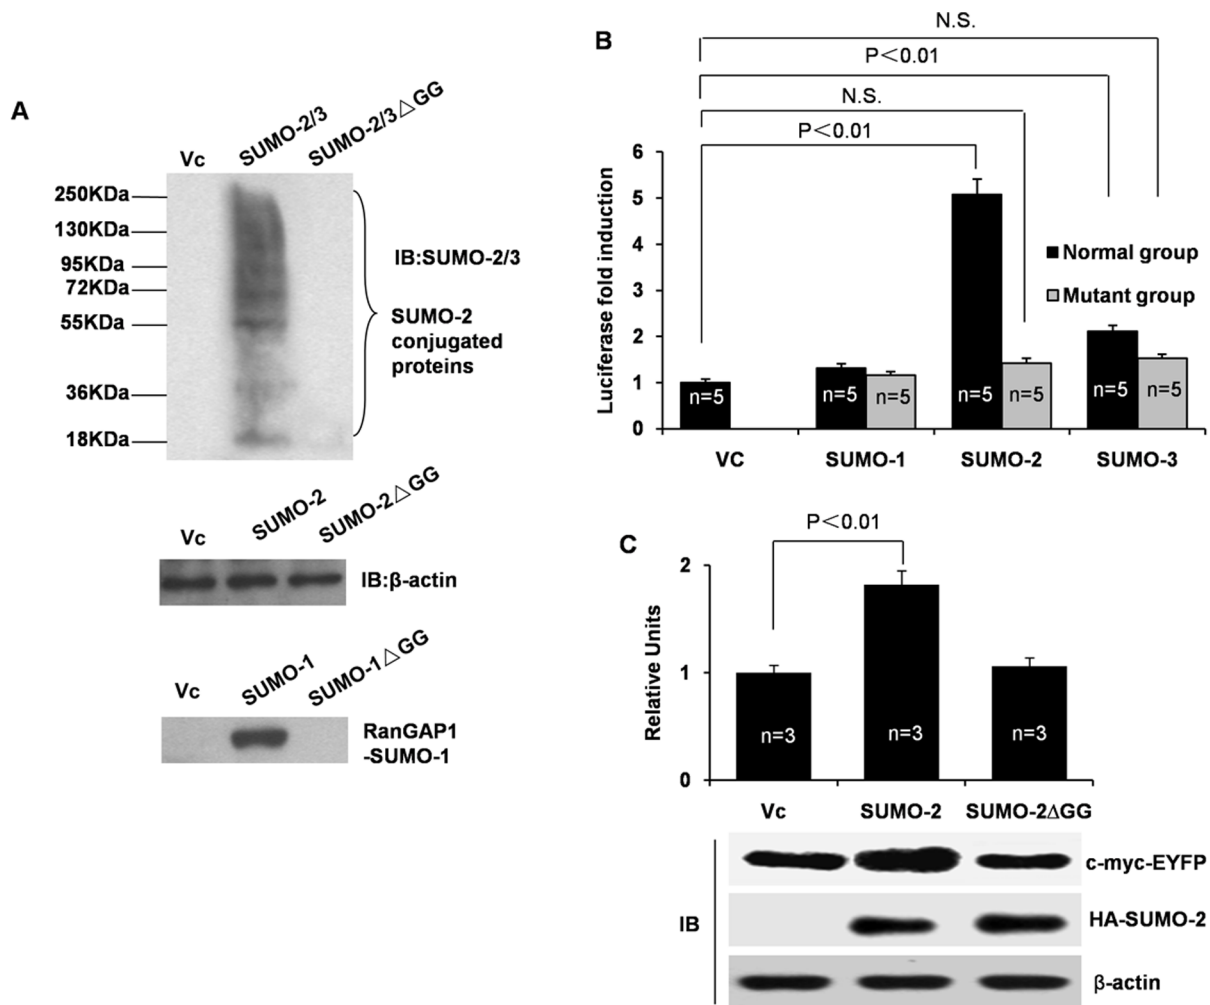 A
Vc
SUMO-2/3
SUMO-2/3△GG
250KDa
130KDa
95KDa
72KDa
55KDa
36KDa
18KDa
IB:SUMO-2/3
SUMO-2
conjugated
proteins
Vc
SUMO-2
SUMO-2△GG
IB:β-actin
Vc
SUMO-1
SUMO-1△GG
RanGAP1
-SUMO-1
B
N.S.
P<0.01
N.S.
P<0.01
Luciferase fold induction
6
5
4
3
2
1
0
Normal group
Mutant group
n=5
n=5
n=5
n=5
n=5
n=5
n=5
VC
SUMO-1
SUMO-2
SUMO-3
C
P<0.01
Relative Units
2
1
0
n=3
n=3
n=3
Vc
SUMO-2
SUMO-2ΔGG
IB
c-myc-EYFP
HA-SUMO-2
β-actin